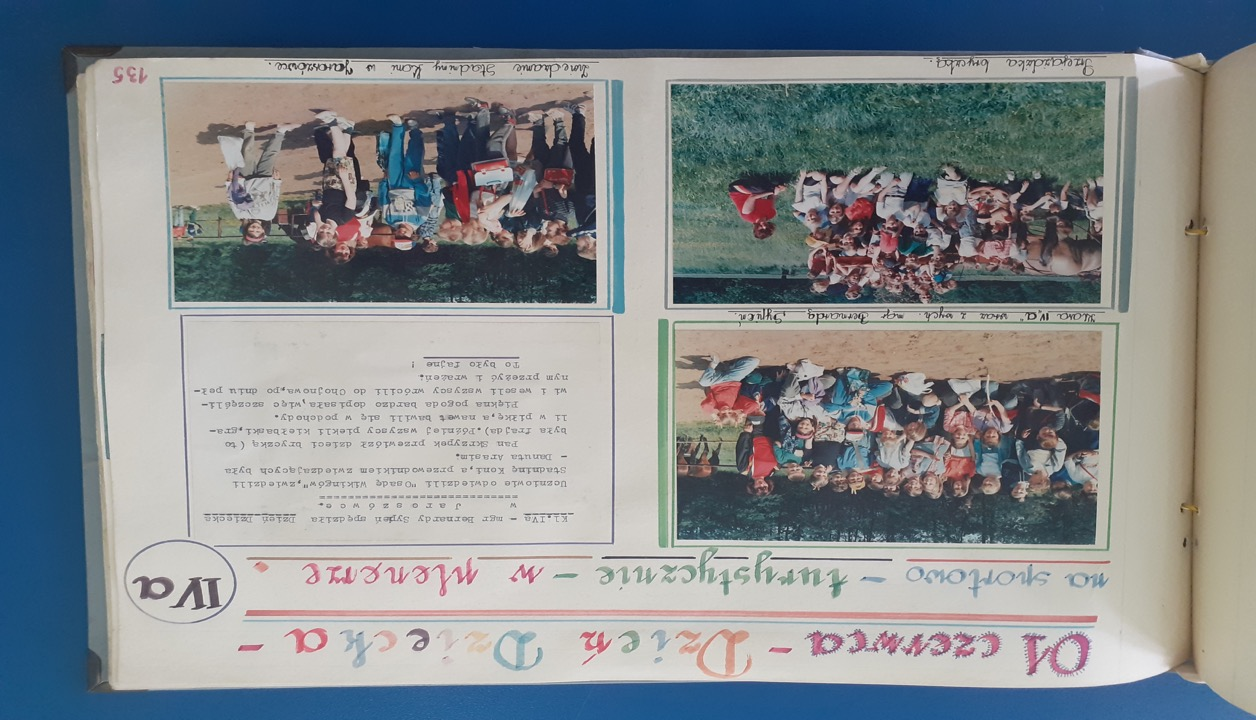 01 czerwca - Dzień Dziecka -
na sportowo - turystycznie - w plenerze.
IVa
Kl.IVa - mgr Bernardy Sypeń spędziła Dzień Dziecka
w Jaroszówce.
==========================
Uczniowie odwiedzili "Osadę wikingów",zwiedzili
Stadninę Koni,a przewodnikiem zwiedzających była
- Danuta Arasim.
Pan Skrzypek przewiózł dzieci bryczką (to
była frajda).Później wszyscy piekli kiełbaski,gra-
li w piłkę,a nawet bawili się w podchody.
Piękna pogoda bardzo dopisała,więc szczęśli-
wi i weseli wszyscy wrócili do Chojnowa,po dniu peł-
nym przeżyć i wrażeń.
To było fajne !
Klasa IV„a" wraz z wych. mgr Bernardą Sypeń.
Przejażdżka bryczką.
Zwiedzanie Stadniny Koni w Jaroszówce.
135